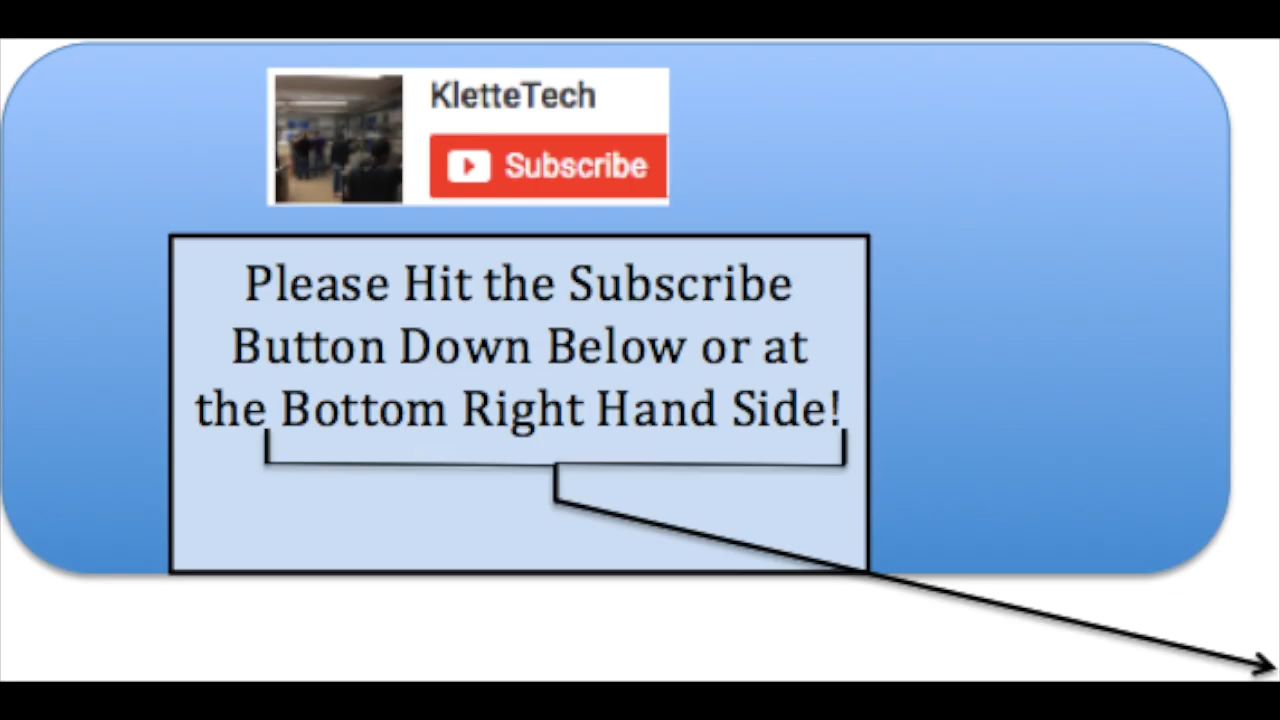 KletteTech
Subscribe
Please Hit the Subscribe
Button Down Below or at
the Bottom Right Hand Side!